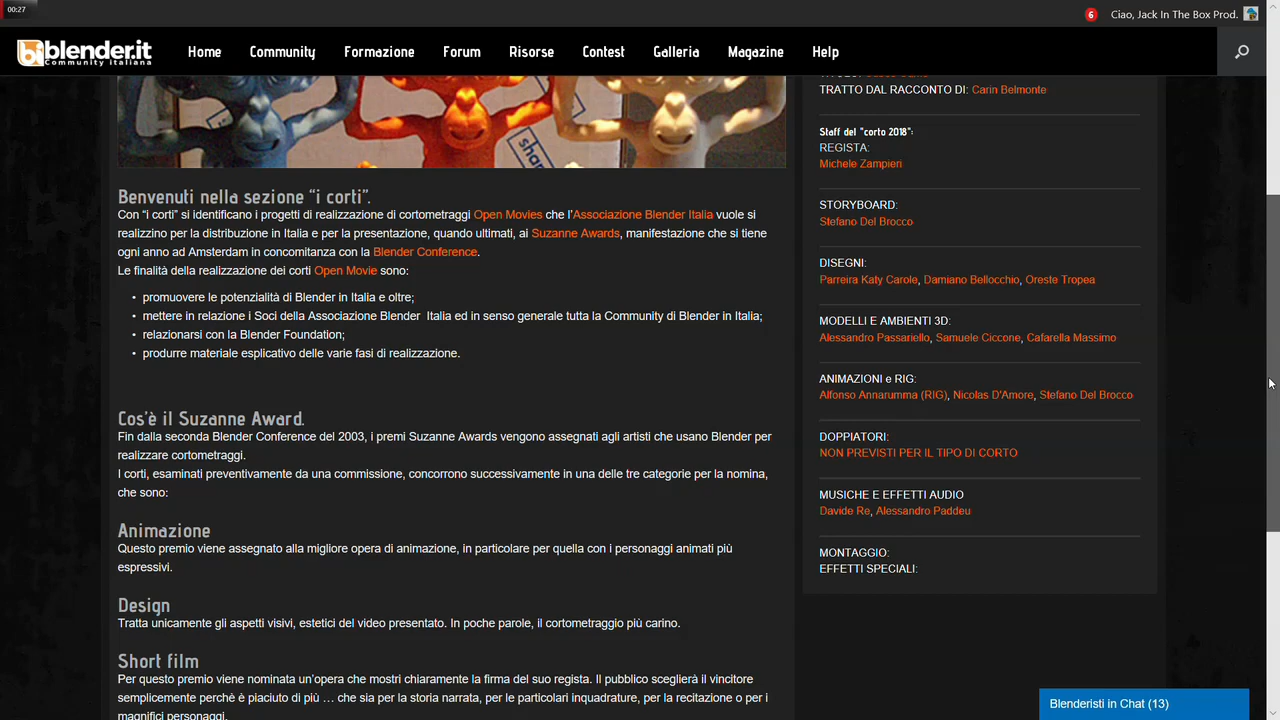 00:27
6
Ciao, Jack In The Box Prod.
blender.it
Community Italiana
Home
Community
Formazione
Forum
Risorse
Contest
Galleria
Magazine
Help
share
Benvenuti nella sezione “i corti”.
Con “i corti” si identificano i progetti di realizzazione di cortometraggi Open Movies che l’Associazione Blender Italia vuole si
realizzino per la distribuzione in Italia e per la presentazione, quando ultimati, ai Suzanne Awards, manifestazione che si tiene
ogni anno ad Amsterdam in concomitanza con la Blender Conference.
Le finalità della realizzazione dei corti Open Movie sono:
• promuovere le potenzialità di Blender in Italia e oltre;
• mettere in relazione i Soci della Associazione Blender Italia ed in senso generale tutta la Community di Blender in Italia;
• relazionarsi con la Blender Foundation;
• produrre materiale esplicativo delle varie fasi di realizzazione.
Cos’è il Suzanne Award.
Fin dalla seconda Blender Conference del 2003, i premi Suzanne Awards vengono assegnati agli artisti che usano Blender per
realizzare cortometraggi.
I corti, esaminati preventivamente da una commissione, concorrono successivamente in una delle tre categorie per la nomina,
che sono:
Animazione
Questo premio viene assegnato alla migliore opera di animazione, in particolare per quella con i personaggi animati più
espressivi.
Design
Tratta unicamente gli aspetti visivi, estetici del video presentato. In poche parole, il cortometraggio più carino.
Short film
Per questo premio viene nominata un’opera che mostri chiaramente la firma del suo regista. Il pubblico sceglierà il vincitore
semplicemente perchè è piaciuto di più … che sia per la storia narrata, per le particolari inquadrature, per la recitazione o per i
magnifici personaggi.
TRATTO DAL RACCONTO DI: Carin Belmonte
Staff del "corto 2018":
REGISTA:
Michele Zampieri
STORYBOARD:
Stefano Del Brocco
DISEGNI:
Parreira Katy Carole, Damiano Bellocchio, Oreste Tropea
MODELLI E AMBIENTI 3D:
Alessandro Passariello, Samuele Ciccone, Cafarella Massimo
ANIMAZIONI e RIG:
Alfonso Annarumma (RIG), Nicolas D'Amore, Stefano Del Brocco
DOPPIATORI:
NON PREVISTI PER IL TIPO DI CORTO
MUSICHE E EFFETTI AUDIO
Davide Re, Alessandro Paddeu
MONTAGGIO:
EFFETTI SPECIALI:
Blenderisti in Chat (13)